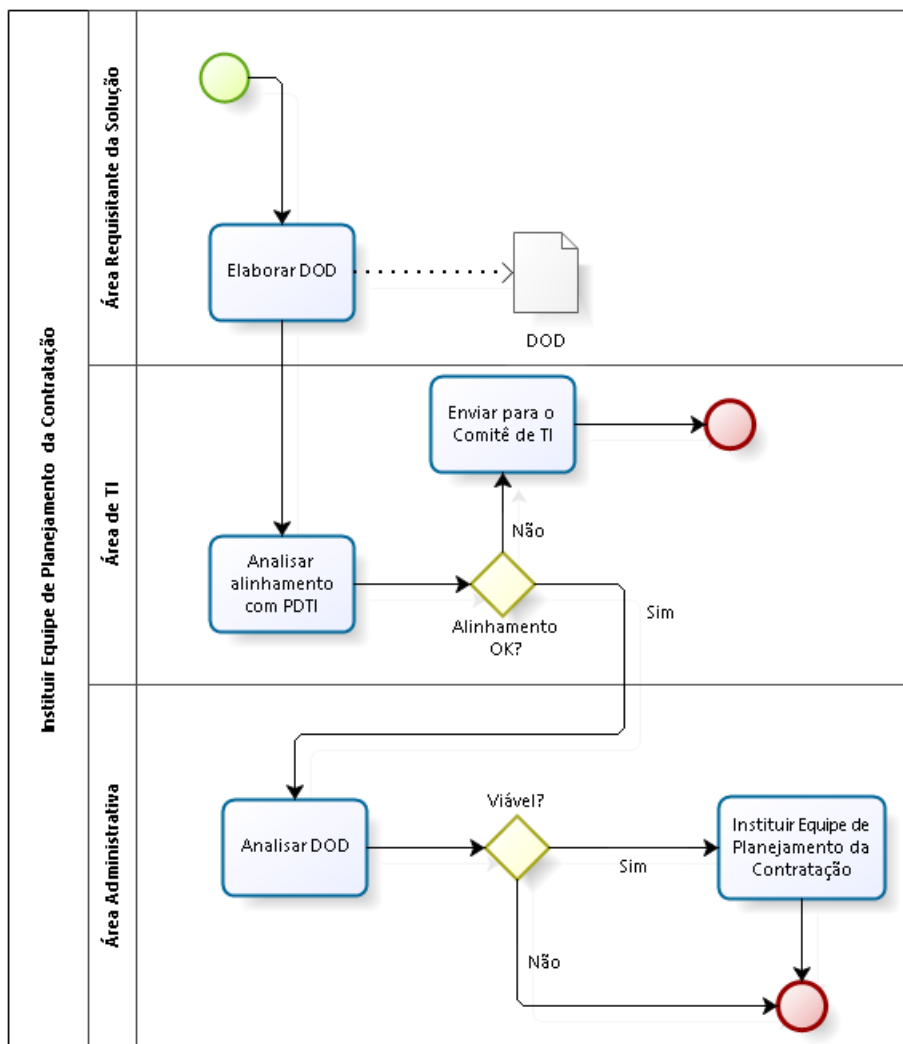 Instituir Equipe de Planejamento da Contratação
Área Requisitante da Solução
Elaborar DOD
DOD
Área de TI
Enviar para o
Comitê de TI
Não
Analisar
alinhamento
com PDTI
Alinhamento
OK?
Sim
Área Administrativa
Analisar DOD
Viável?
Sim
Não
Instituir Equipe de
Planejamento da
Contratação